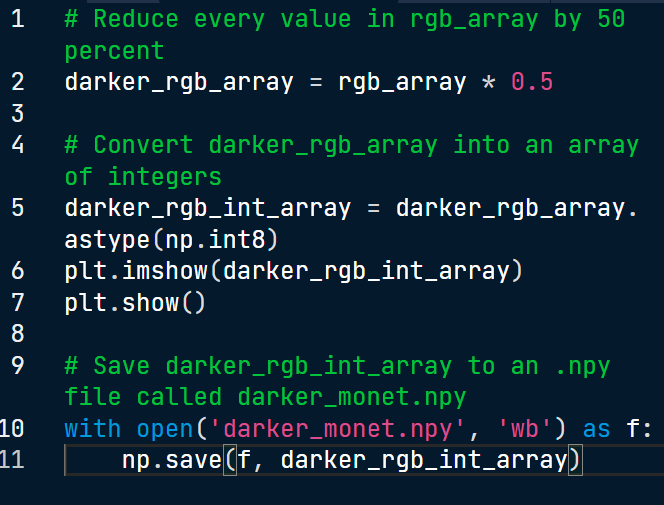 1 # Reduce every value in rgb_array by 50
percent
2 darker_rgb_array = rgb_array * 0.5
3
4 # Convert darker_rgb_array into an array
of integers
5 darker_rgb_int_array = darker_rgb_array.
astype(np.int8)
6 plt.imshow(darker_rgb_int_array)
7 plt.show()
8
9 # Save darker_rgb_int_array to an .npy
file called darker_monet.npy
10 with open('darker_monet.npy', 'wb') as f:
11     np.save(f, darker_rgb_int_array)